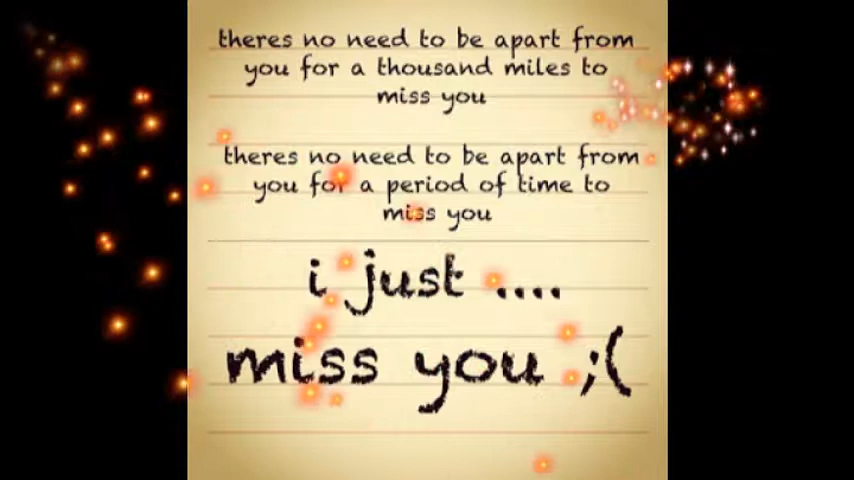 theres no need to be apart from
you for a thousand miles to
miss you
theres no need to be apart from
you for a period of time to
miss you
i just ....
miss you ;(